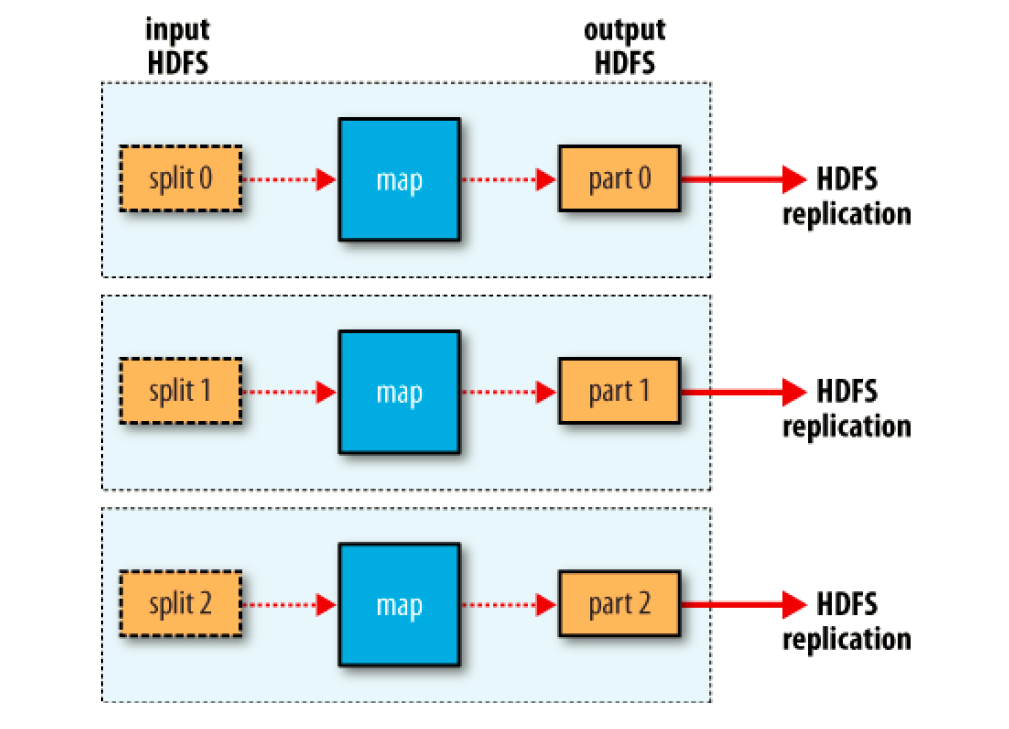 input
HDFS
output
HDFS
split 0
map
part 0
HDFS
replication
split 1
map
part 1
HDFS
replication
split 2
map
part 2
HDFS
replication